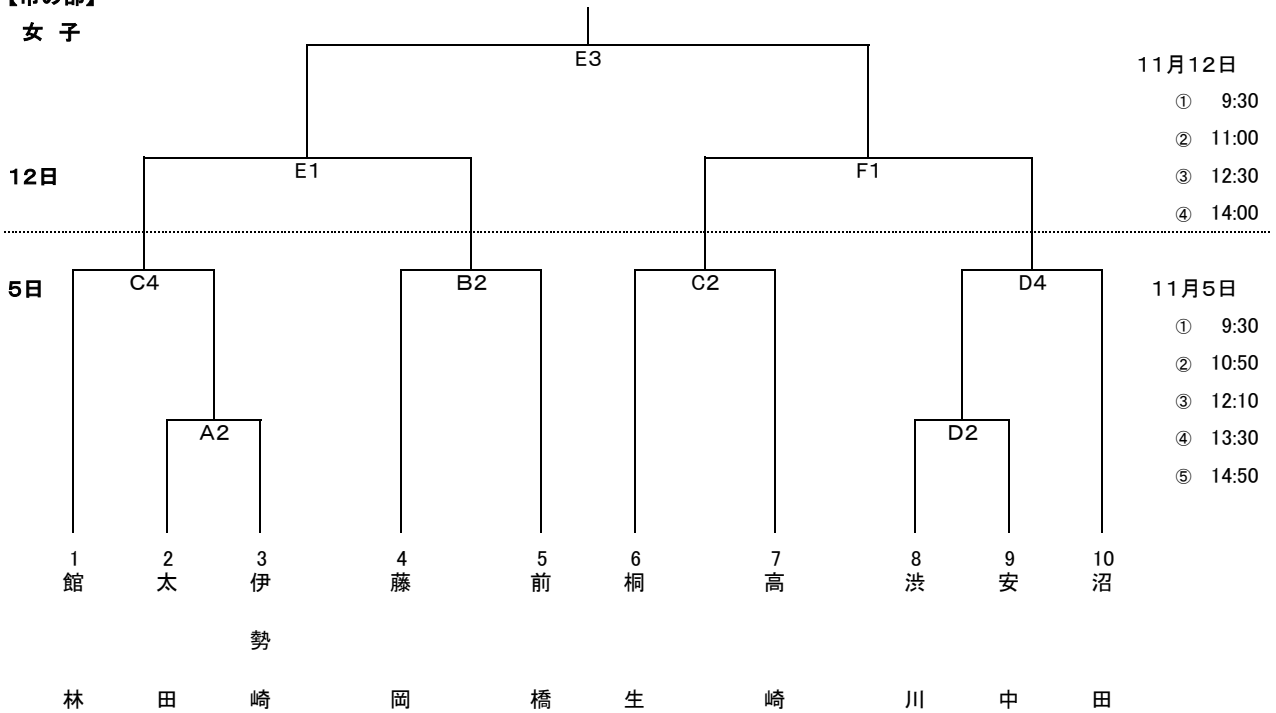 【市の部】
女 子
E3
11月12日
① 9:30
② 11:00
③ 12:30
④ 14:00
12日
E1
F1
5日
C4
B2
C2
D4
11月5日
① 9:30
② 10:50
③ 12:10
④ 13:30
⑤ 14:50
A2
D2
1 2 3 4 5 6 7 8 9 10
館林
太田
伊勢崎
藤岡
前橋
桐生
高崎
渋川
安中
沼田